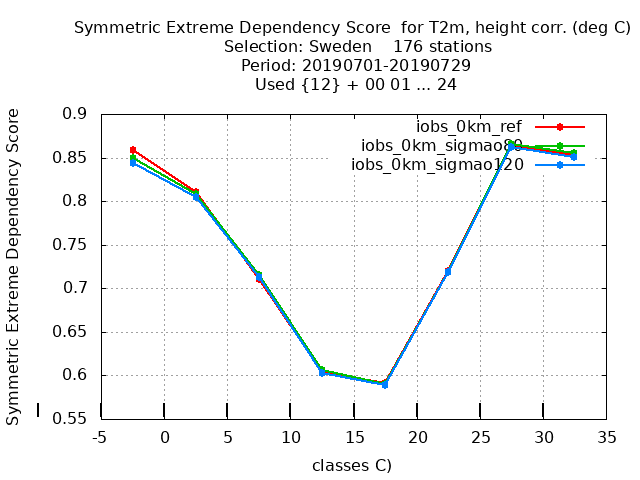 Symmetric Extreme Dependency Score  for T2m, height corr. (deg C)
Selection: Sweden    176 stations
Period: 20190701-20190729
Used {12} + 00 01 ... 24
Symmetric Extreme Dependency Score
0.9
0.85
0.8
0.75
0.7
0.65
0.6
0.55
iobs_0km_ref
iobs_0km_sigmao80
iobs_0km_sigmao120
-5 0 5 10 15 20 25 30 35
classes C)